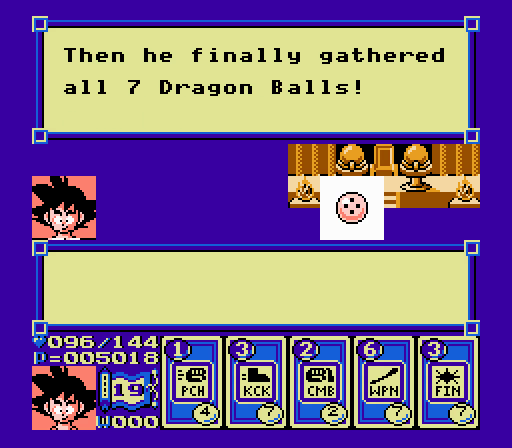 Then he finally gathered
all 7 Dragon Balls!
096/144
P=005018
19
W000
1 3 2 6 3
PCH KCK CMB WPN FIN
4 7 2 7 7